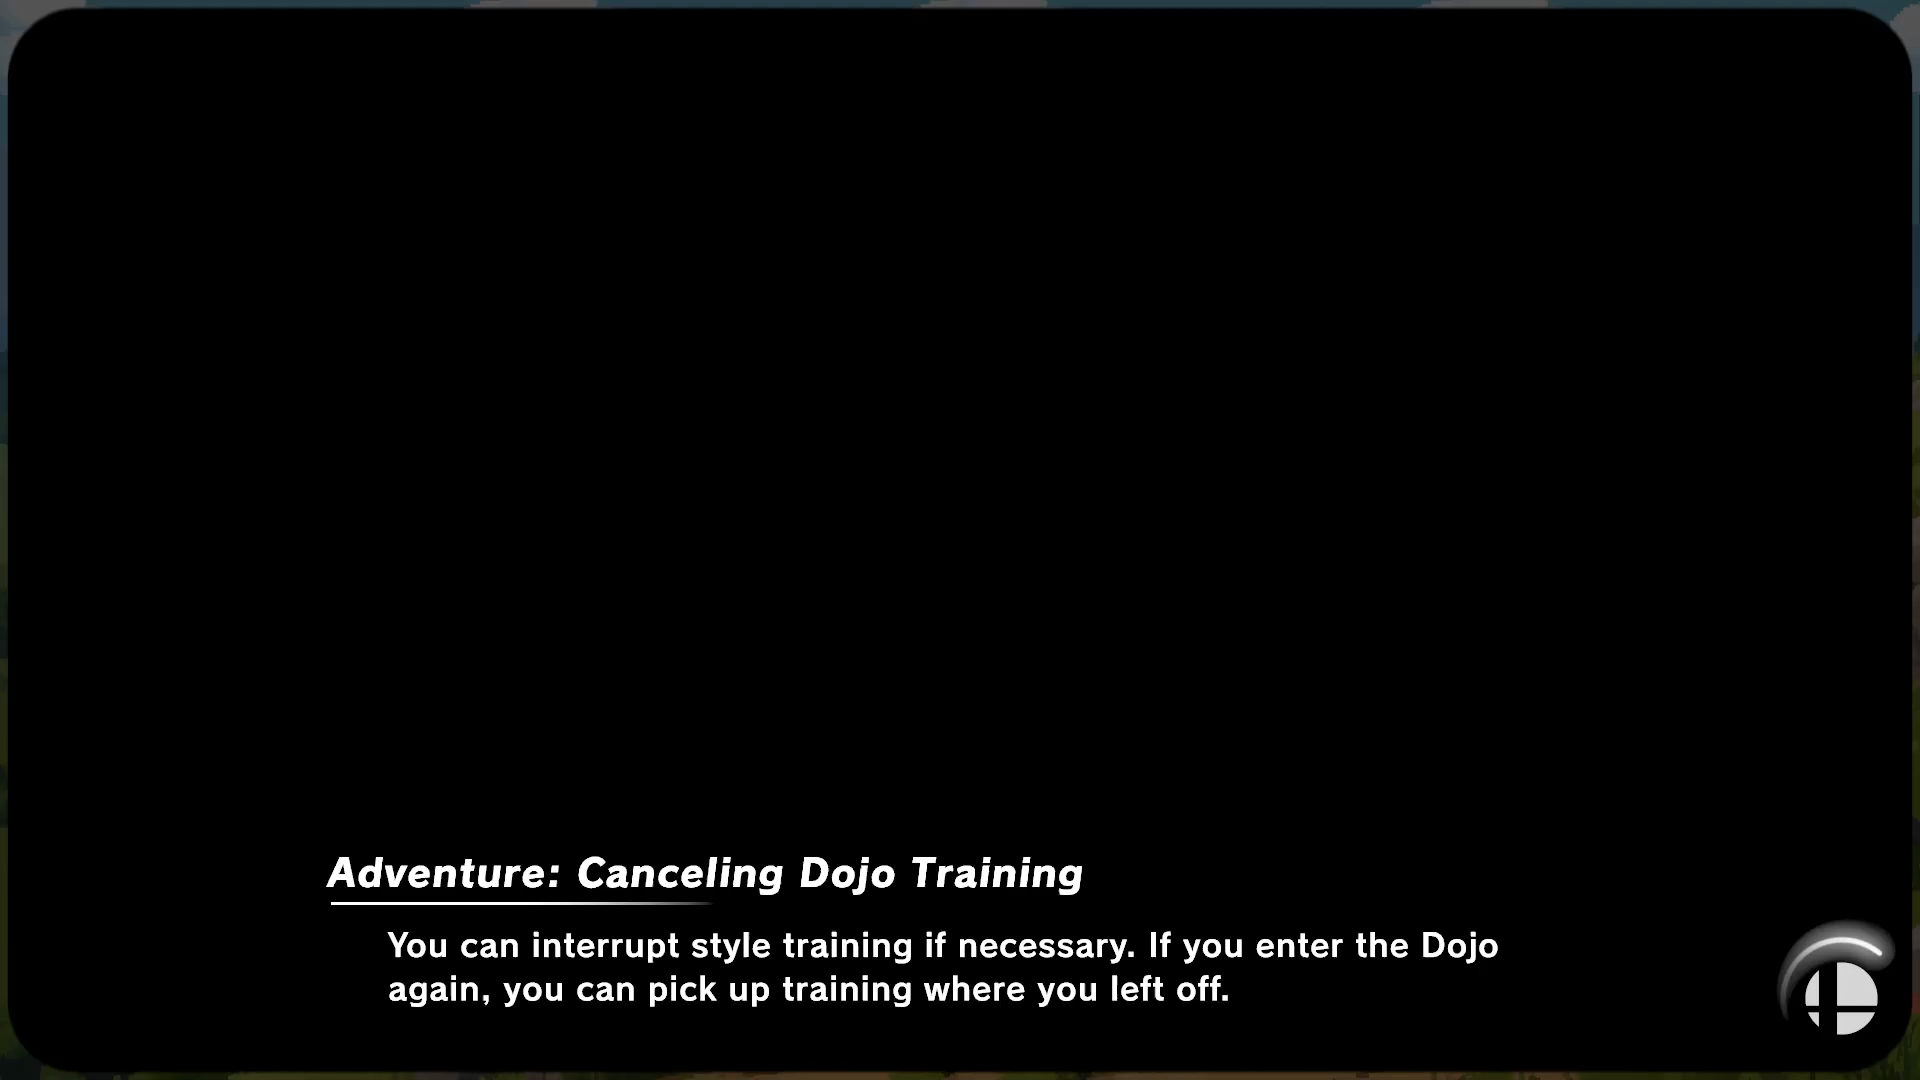 Adventure: Canceling Dojo Training
You can interrupt style training if necessary. If you enter the Dojo
again, you can pick up training where you left off.